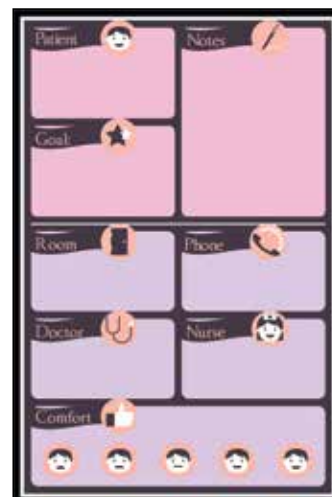 Patient
Notes
Goal:
Room
Phone
Doctor
Nurse
Comfort